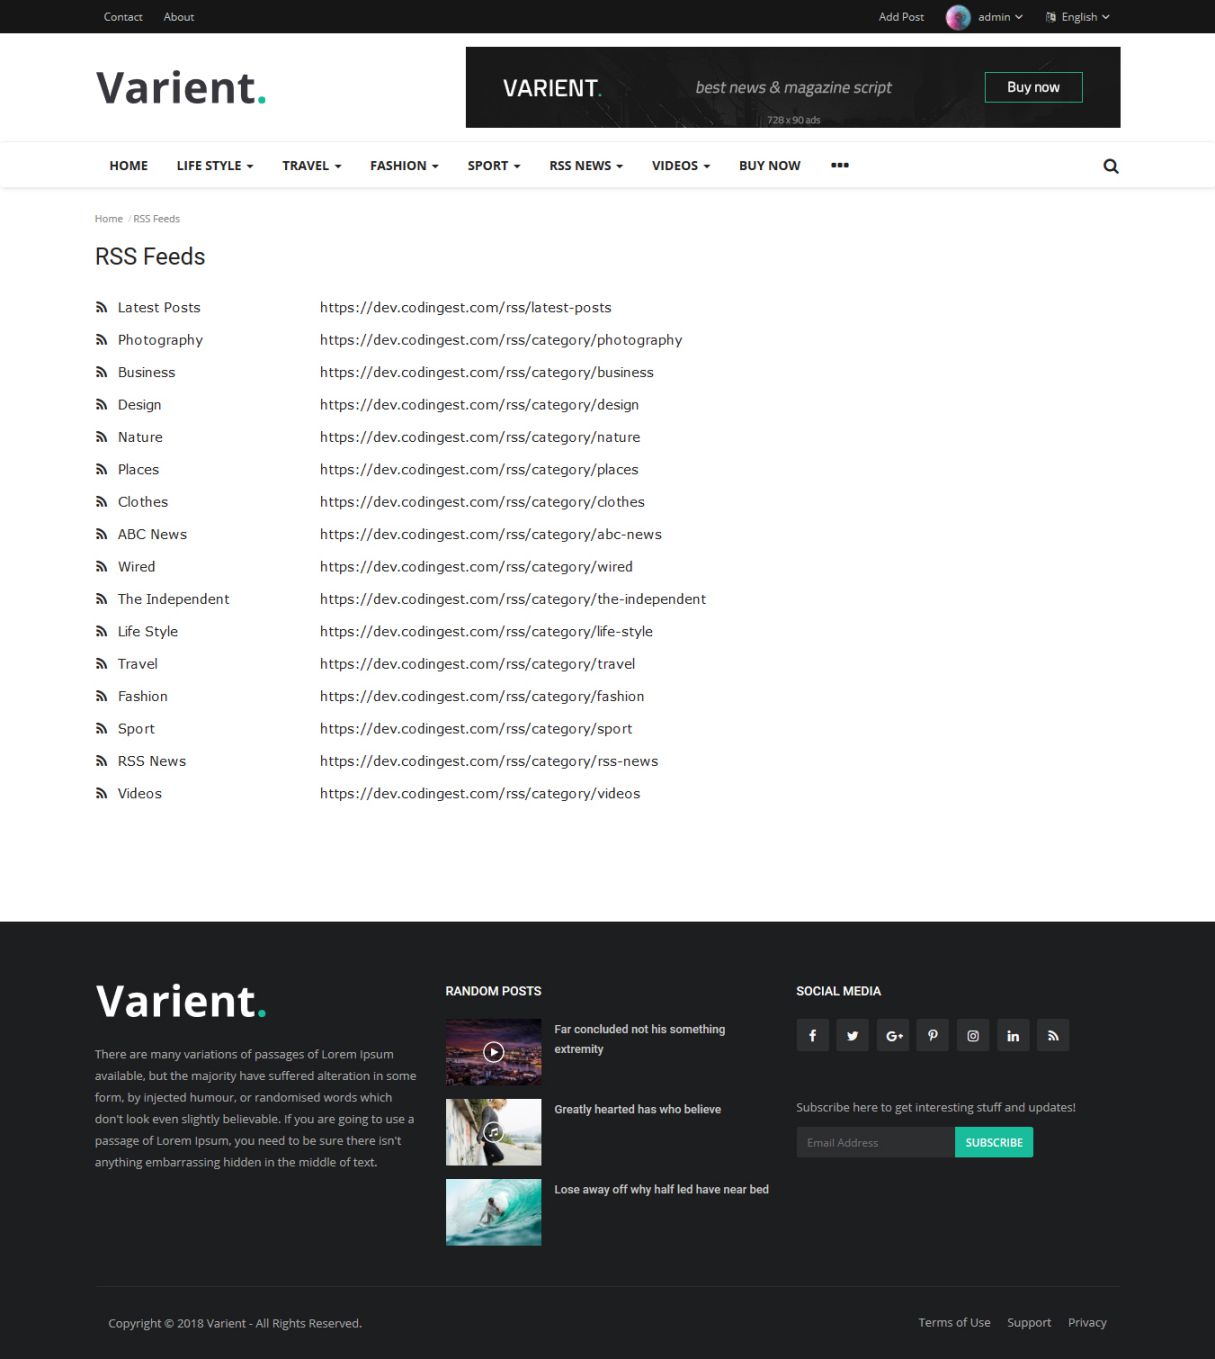 Contact About Add Post admin English
Varient.
VARIENT. best news & magazine script Buy now
728 x 90 ads
HOME LIFE STYLE TRAVEL FASHION SPORT RSS NEWS VIDEOS BUY NOW •••
Home / RSS Feeds
RSS Feeds
Latest Posts https://dev.codingest.com/rss/latest-posts
Photography https://dev.codingest.com/rss/category/photography
Business https://dev.codingest.com/rss/category/business
Design https://dev.codingest.com/rss/category/design
Nature https://dev.codingest.com/rss/category/nature
Places https://dev.codingest.com/rss/category/places
Clothes https://dev.codingest.com/rss/category/clothes
ABC News https://dev.codingest.com/rss/category/abc-news
Wired https://dev.codingest.com/rss/category/wired
The Independent https://dev.codingest.com/rss/category/the-independent
Life Style https://dev.codingest.com/rss/category/life-style
Travel https://dev.codingest.com/rss/category/travel
Fashion https://dev.codingest.com/rss/category/fashion
Sport https://dev.codingest.com/rss/category/sport
RSS News https://dev.codingest.com/rss/category/rss-news
Videos https://dev.codingest.com/rss/category/videos
Varient.
There are many variations of passages of Lorem Ipsum
available, but the majority have suffered alteration in some
form, by injected humour, or randomised words which
don't look even slightly believable. If you are going to use a
passage of Lorem Ipsum, you need to be sure there isn't
anything embarrassing hidden in the middle of text.
RANDOM POSTS
Far concluded not his something
extremity
Greatly hearted has who believe
Lose away off why half led have near bed
SOCIAL MEDIA
Subscribe here to get interesting stuff and updates!
Email Address SUBSCRIBE
Copyright © 2018 Varient - All Rights Reserved.
Terms of Use Support Privacy